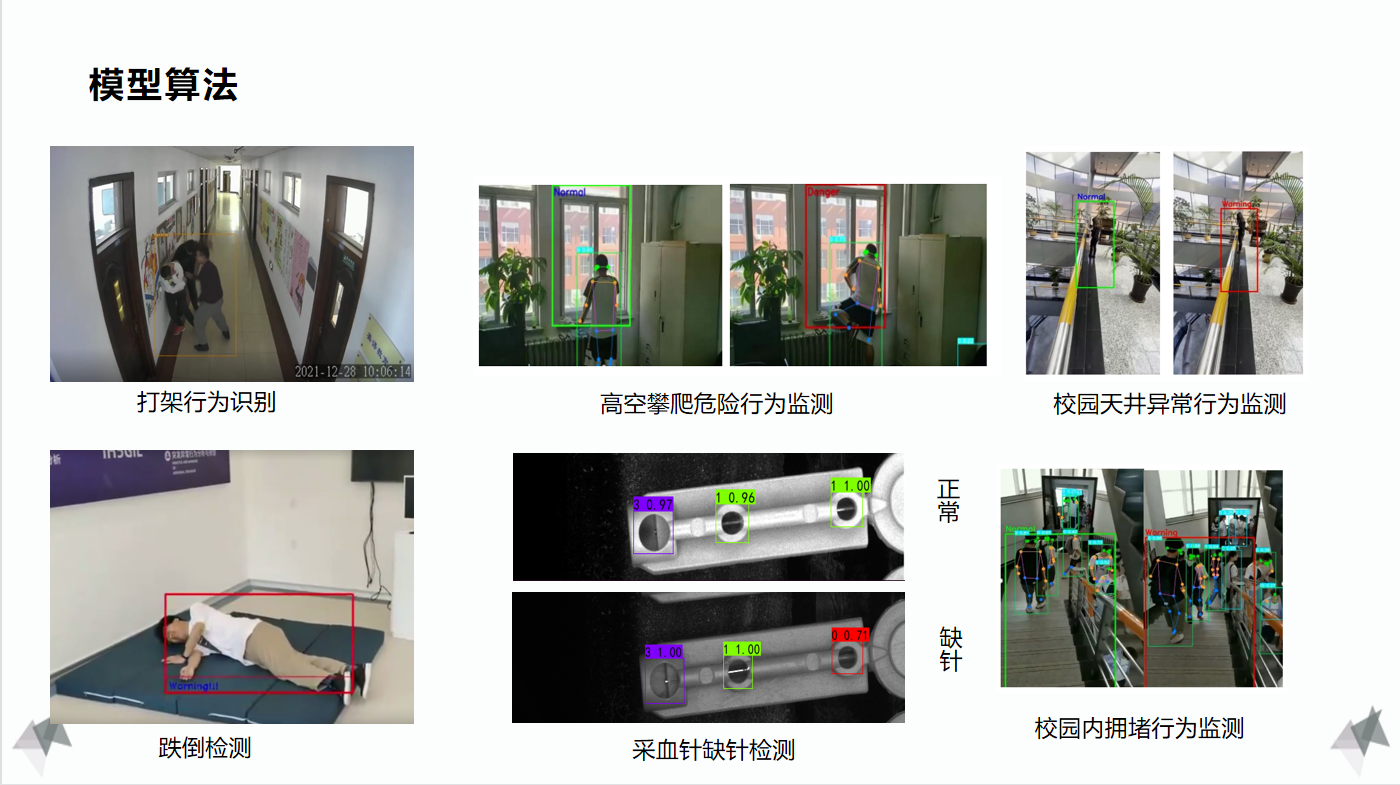 模型算法
2021-12-28 10:06:14
打架行为识别
Normal
Danger
高空攀爬危险行为监测
Normal
Warning
校园天井异常行为监测
Warning!!!
跌倒检测
3 0.97
1 0.96
1 1.00
正常
3 1.00
1 1.00
0 0.71
缺针
采血针缺针检测
Normal
Warning
校园内拥堵行为监测